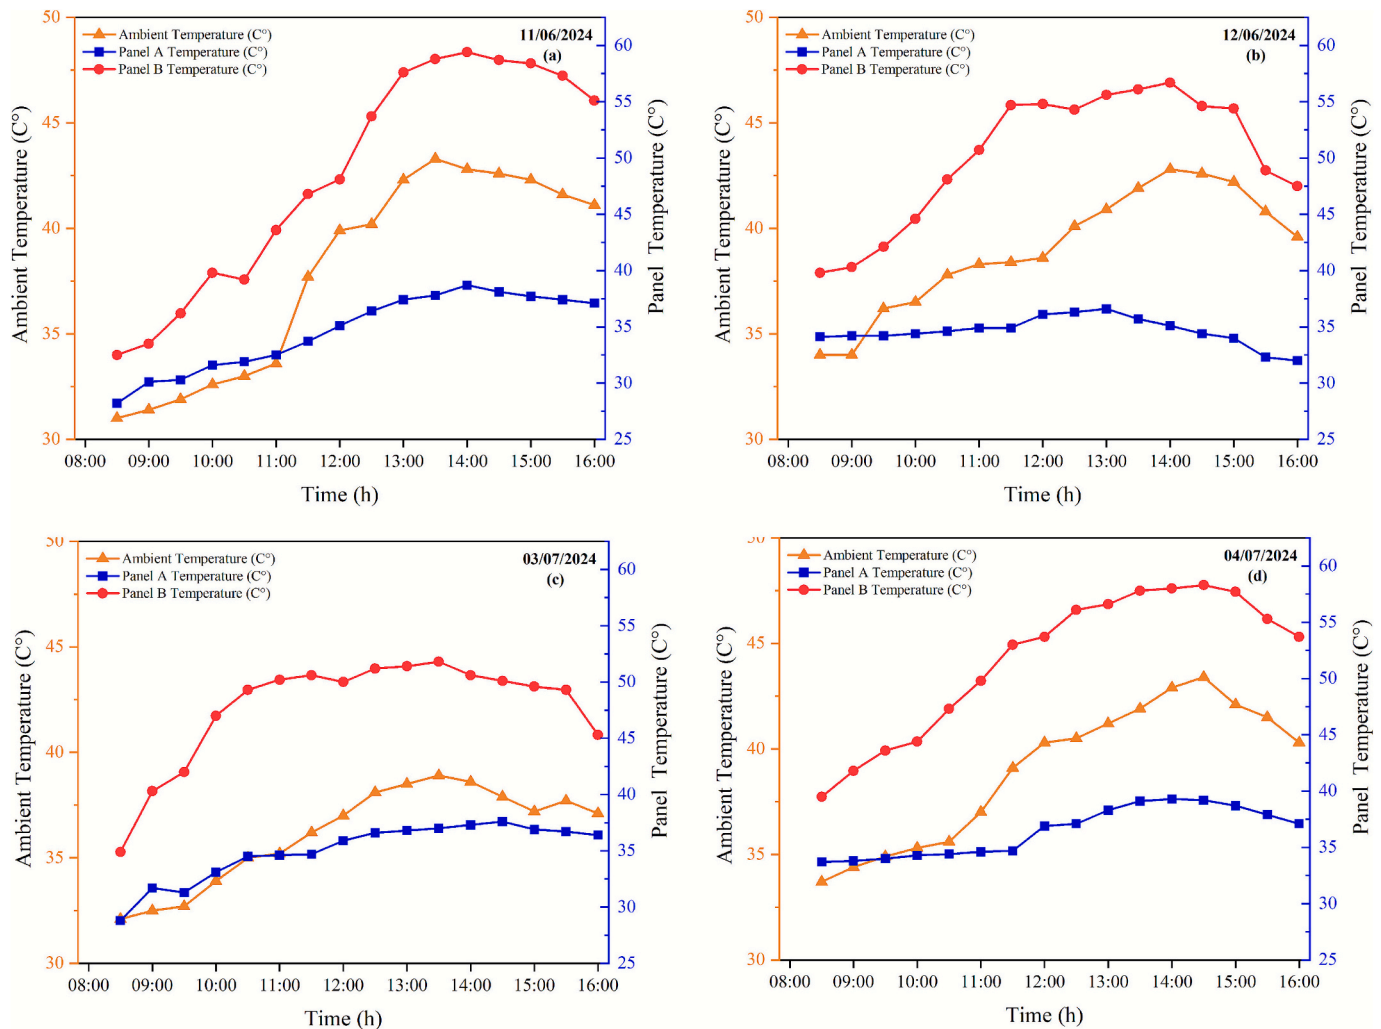 50
45
40
35
30
Ambient Temperature (C°)
Ambient Temperature (C°)
Panel A Temperature (C°)
Panel B Temperature (C°)
11/06/2024
(a)
60
55
50
45
40
35
30
25
Panel Temperature (C°)
08:00 09:00 10:00 11:00 12:00 13:00 14:00 15:00 16:00
Time (h)
50
45
40
35
30
Ambient Temperature (C°)
Ambient Temperature (C°)
Panel A Temperature (C°)
Panel B Temperature (C°)
12/06/2024
(b)
60
55
50
45
40
35
30
25
Panel Temperature (C°)
08:00 09:00 10:00 11:00 12:00 13:00 14:00 15:00 16:00
Time (h)
50
45
40
35
30
Ambient Temperature (C°)
Ambient Temperature (C°)
Panel A Temperature (C°)
Panel B Temperature (C°)
03/07/2024
(c)
60
55
50
45
40
35
30
25
Panel Temperature (C°)
08:00 09:00 10:00 11:00 12:00 13:00 14:00 15:00 16:00
Time (h)
50
45
40
35
30
Ambient Temperature (C°)
Ambient Temperature (C°)
Panel A Temperature (C°)
Panel B Temperature (C°)
04/07/2024
(d)
60
55
50
45
40
35
30
25
Panel Temperature (C°)
08:00 09:00 10:00 11:00 12:00 13:00 14:00 15:00 16:00
Time (h)